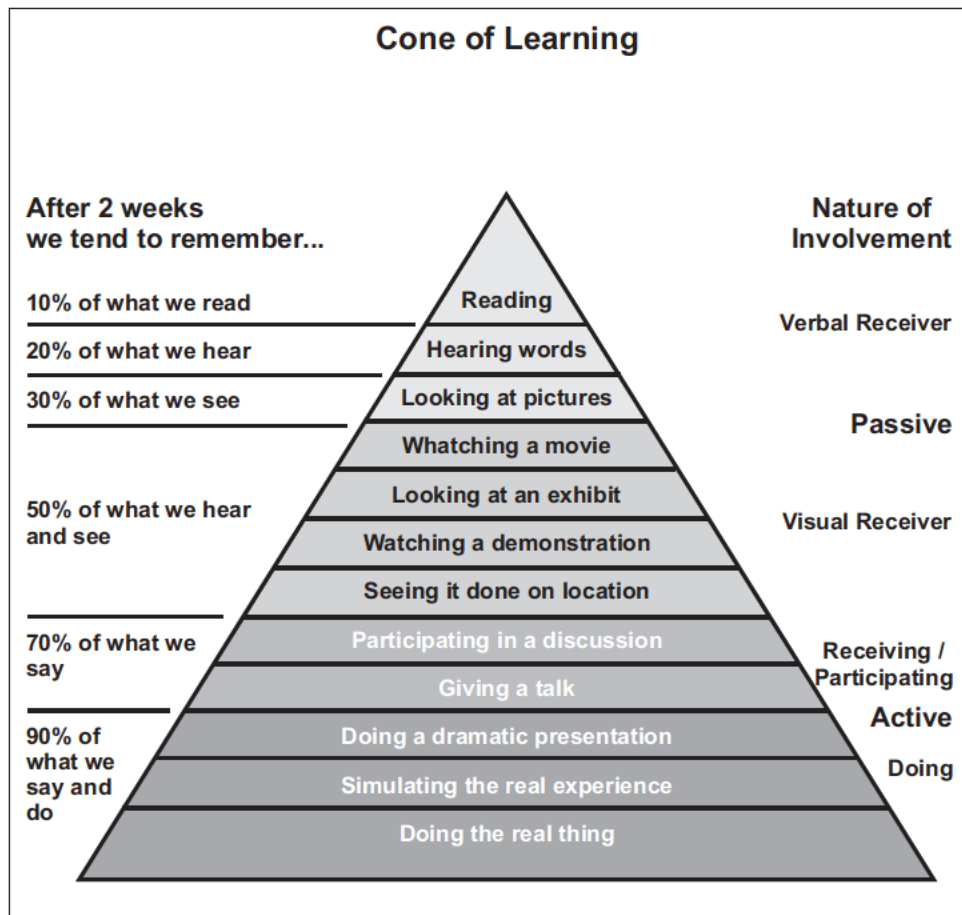 Cone of Learning
After 2 weeks
we tend to remember...
Nature of
Involvement
10% of what we read
Reading
Verbal Receiver
20% of what we hear
Hearing words
30% of what we see
Looking at pictures
Passive
Whatching a movie
50% of what we hear
and see
Looking at an exhibit
Visual Receiver
Watching a demonstration
Seeing it done on location
70% of what we
say
Participating in a discussion
Receiving /
Participating
Giving a talk
Active
90% of
what we
say and
do
Doing a dramatic presentation
Doing
Simulating the real experience
Doing the real thing